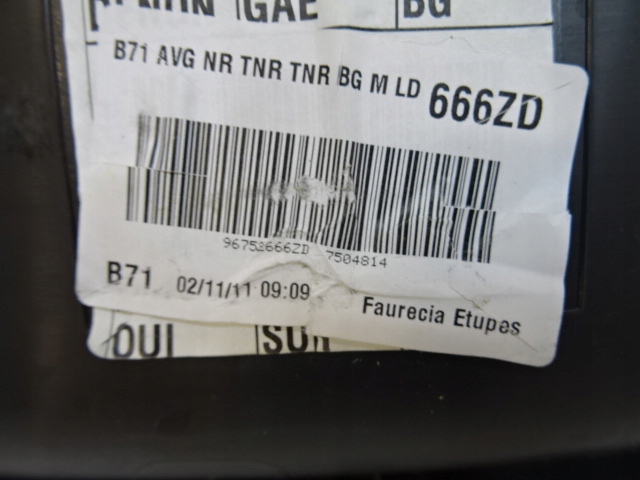 GAE BG
B71 AVG NR TNR TNR BG M LD 666ZD
96752666ZD 7504814
B71 02/11/11 09:09 Faurecia Etupes
OUI